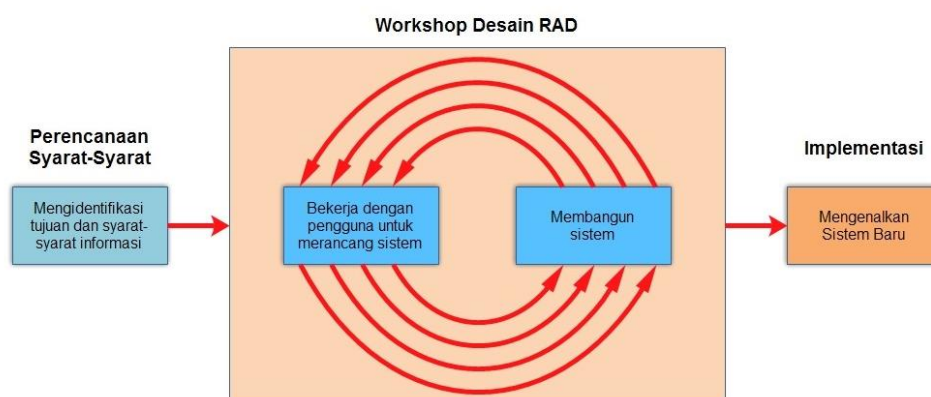 Workshop Desain RAD
Perencanaan
Syarat-Syarat
Mengidentifikasi
tujuan dan syarat-
syarat informasi
Bekerja dengan
pengguna untuk
merancang sistem
Membangun
sistem
Implementasi
Mengenalkan
Sistem Baru